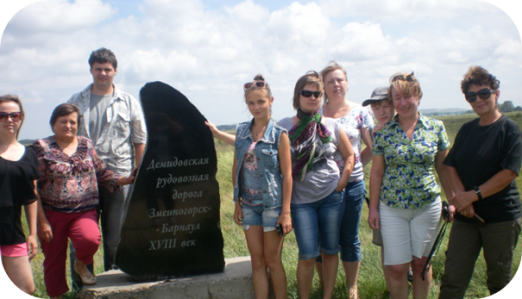 Демидовская
рудовозная
дорога
Змеиногорск-
-Барнаул
XVIII век